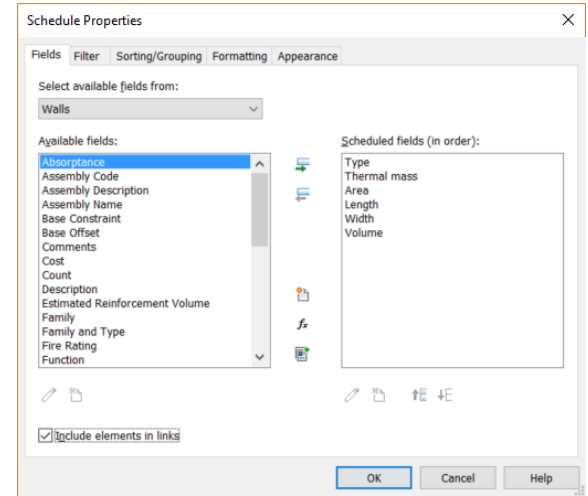 Schedule Properties
Fields Filter Sorting/Grouping Formatting Appearance
Select available fields from:
Walls
Available fields:
Absorptance
Assembly Code
Assembly Description
Assembly Name
Base Constraint
Base Offset
Comments
Cost
Count
Description
Estimated Reinforcement Volume
Family
Family and Type
Fire Rating
Function
fx
Scheduled fields (in order):
Type
Thermal mass
Area
Length
Width
Volume
Include elements in links
OK Cancel Help